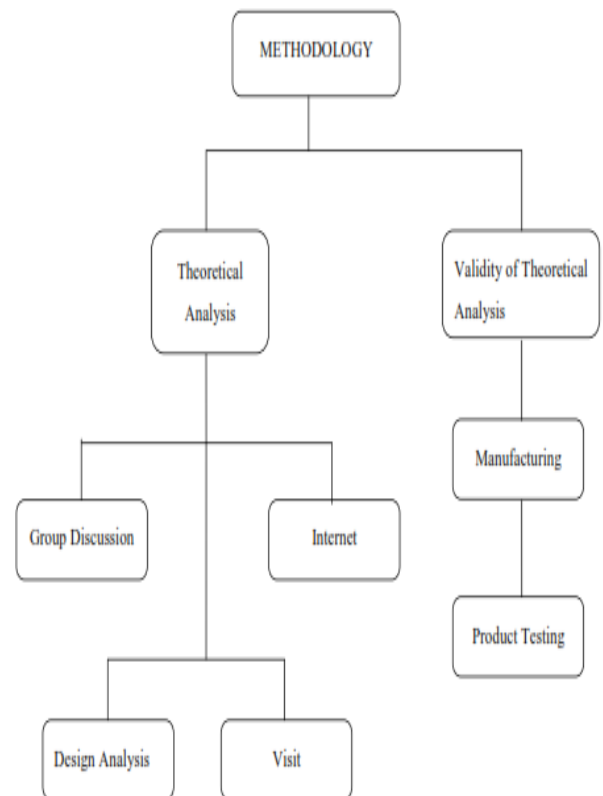 METHODOLOGY
Theoretical
Analysis
Validity of Theoretical
Analysis
Manufacturing
Group Discussion
Internet
Product Testing
Design Analysis
Visit